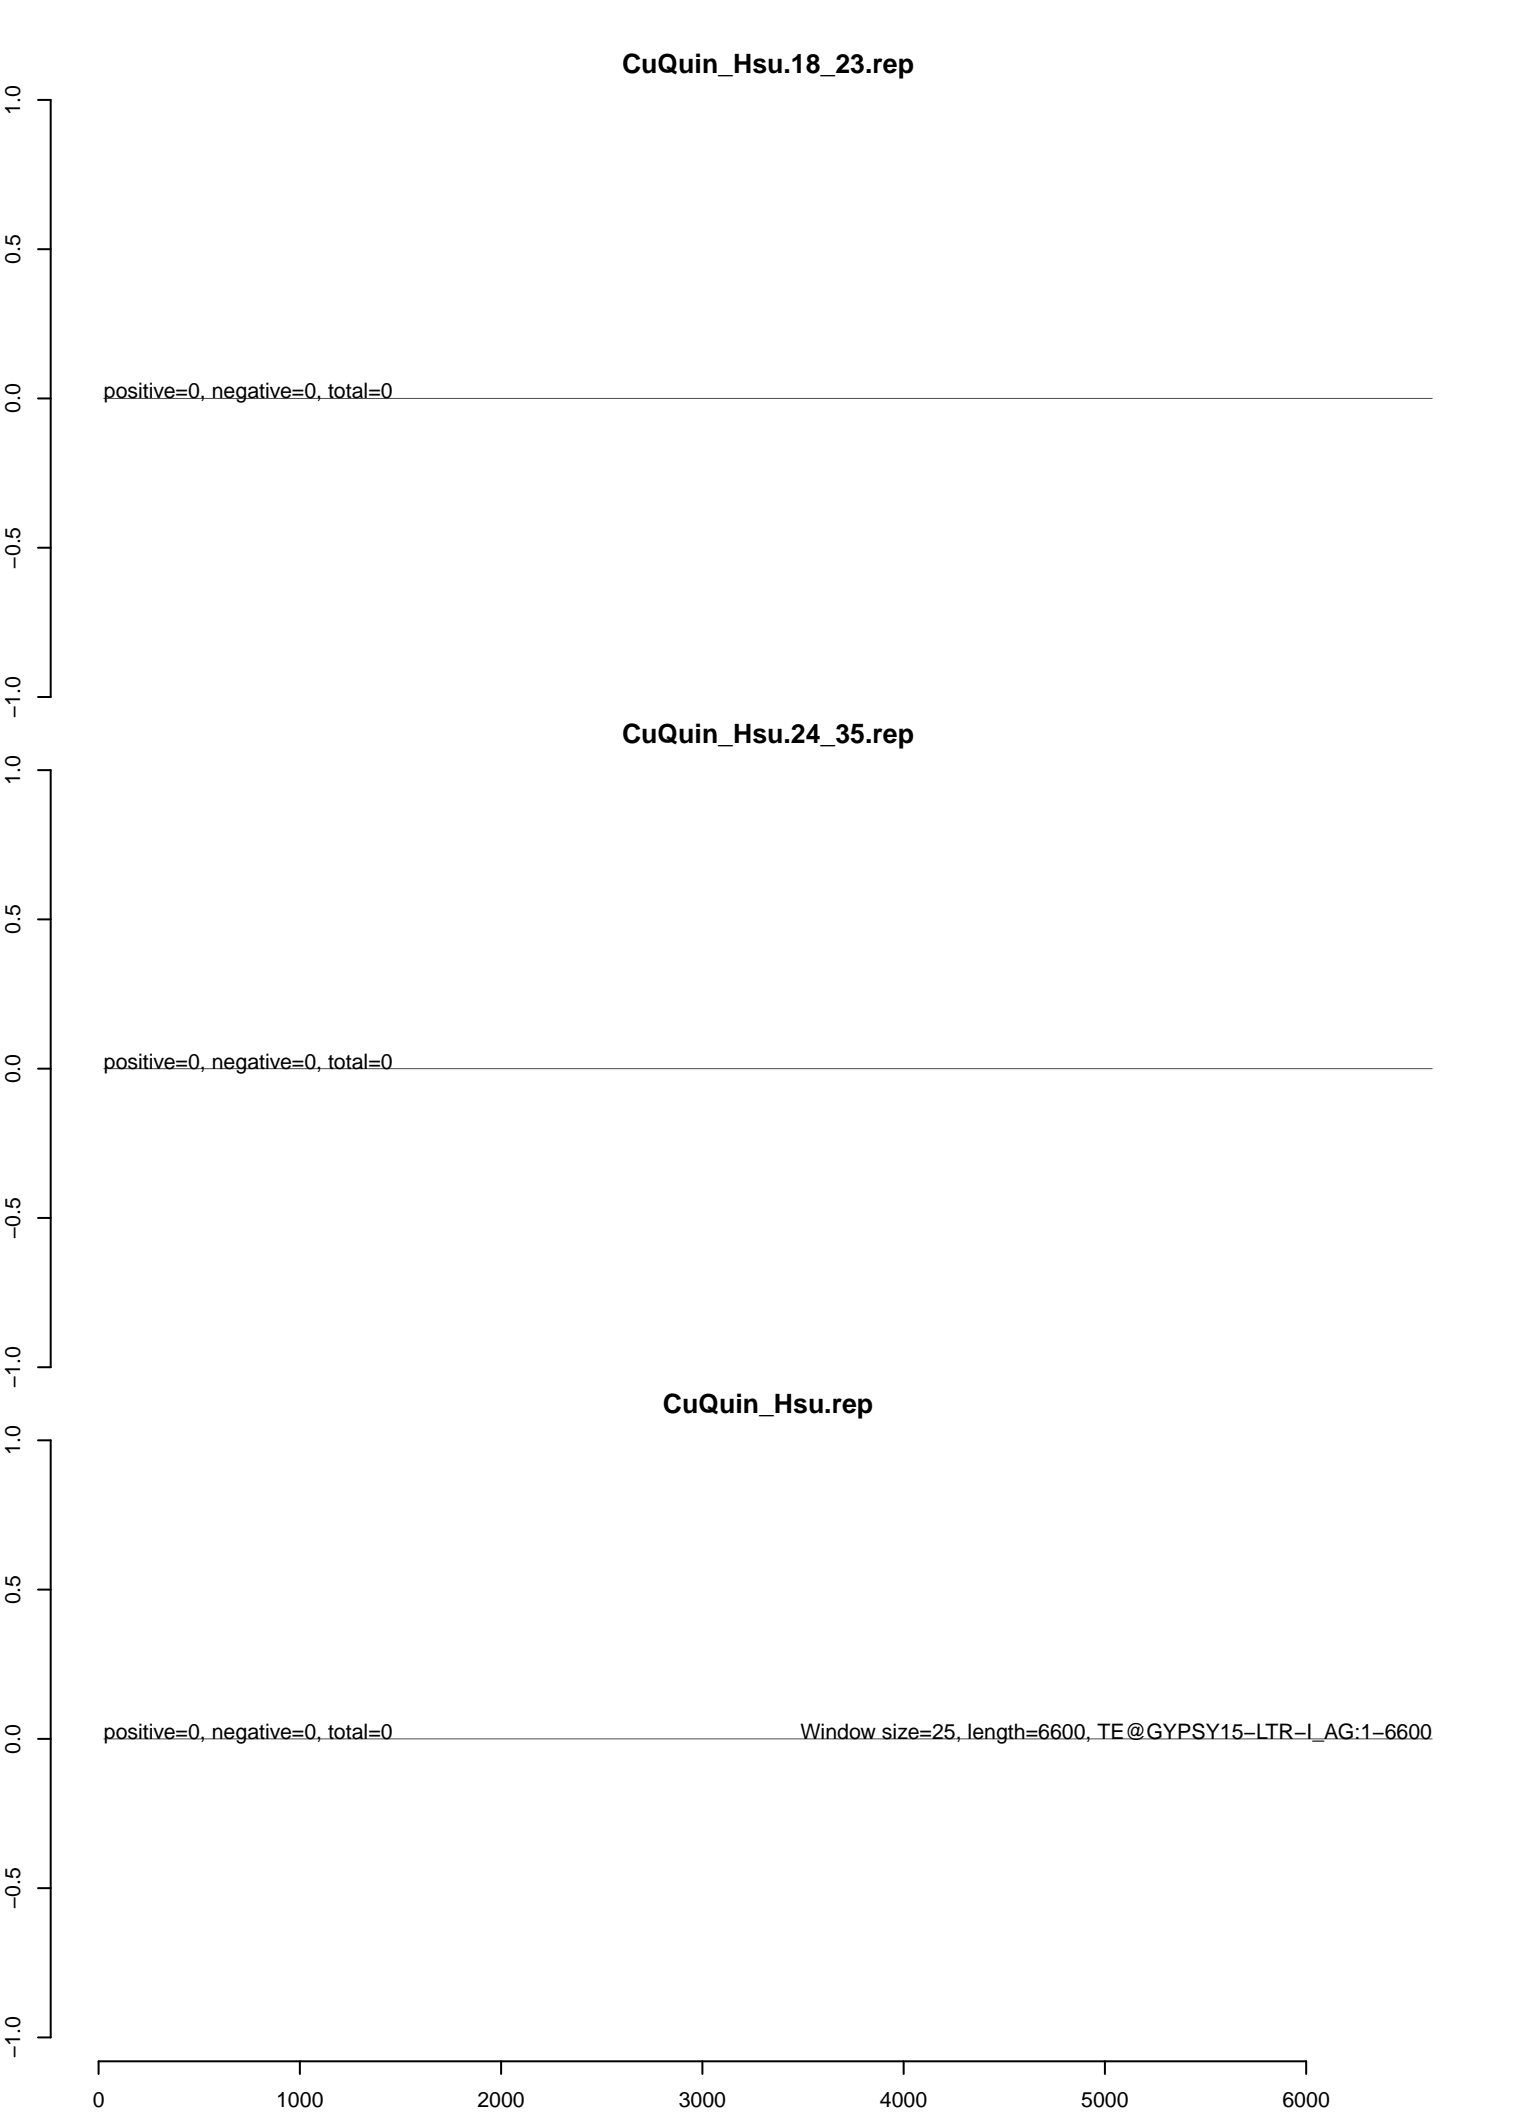 CuQuin_Hsu.18_23.rep
1.0
0.5
0.0
−0.5
−1.0
positive=0, negative=0, total=0
CuQuin_Hsu.24_35.rep
1.0
0.5
0.0
−0.5
−1.0
positive=0, negative=0, total=0
CuQuin_Hsu.rep
1.0
0.5
0.0
−0.5
−1.0
positive=0, negative=0, total=0
Window size=25, length=6600, TE@GYPSY15−LTR−I_AG:1−6600
0 1000 2000 3000 4000 5000 6000